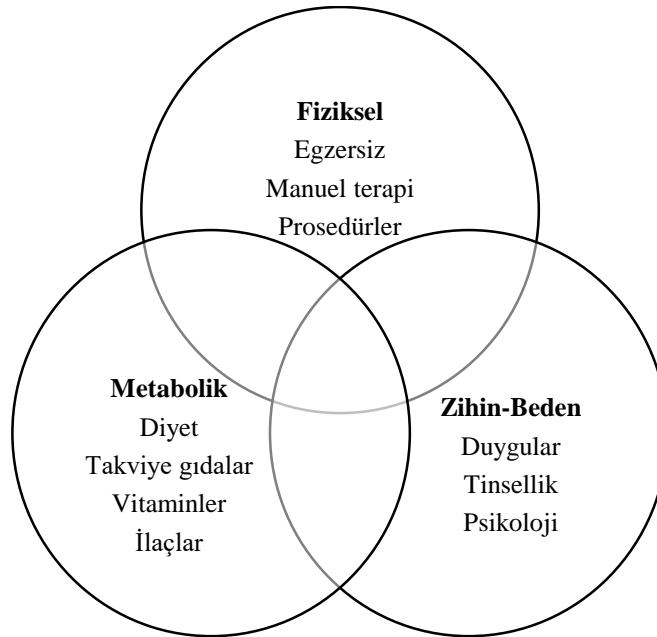 Fiziksel
Egzersiz
Manuel terapi
Prosedürler
Metabolik
Diyet
Takviye gıdalar
Vitaminler
İlaçlar
Zihin-Beden
Duygular
Tinsellik
Psikoloji